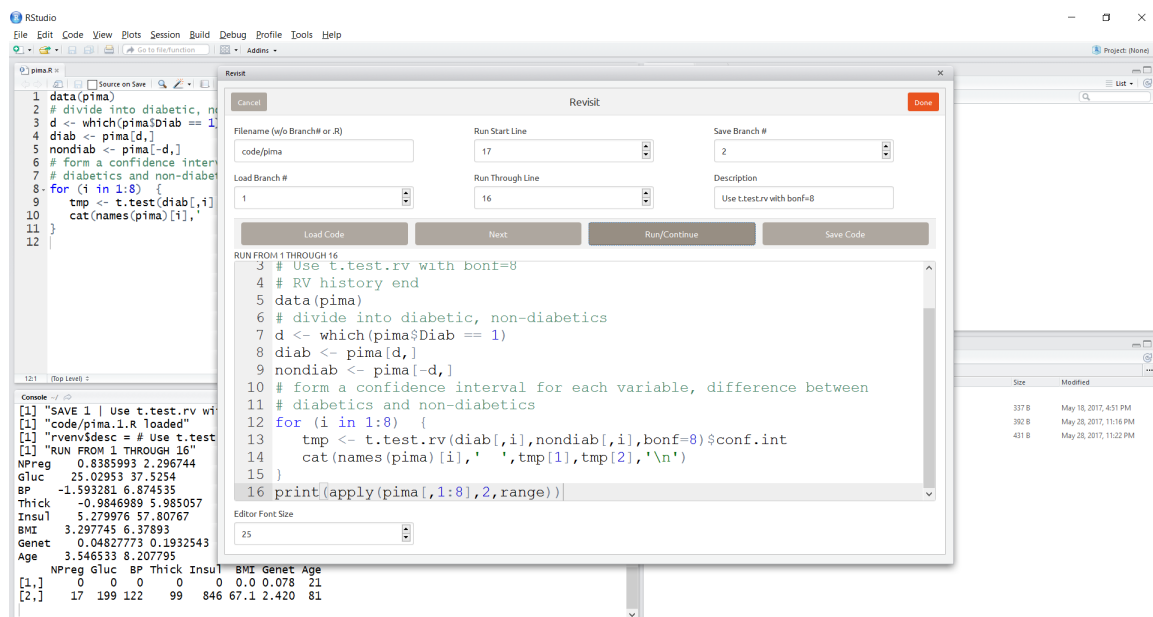 RStudio
File Edit Code View Plots Session Build Debug Profile Tools Help
Go to file/function Addins Project: (None)
pima.R
Source on Save
1 data(pima)
2 # divide into diabetic, no
3 d <- which(pima$Diab == 1
4 diab <- pima[d,]
5 nondiab <- pima[-d,]
6 # form a confidence interv
7 # diabetics and non-diabet
8 for (i in 1:8) {
9 tmp <- t.test(diab[,i]
10 cat(names(pima)[i],'
11 }
12
12:1 (Top Level)
Console ~/
[1] "SAVE 1 | Use t.test.rv wi
[1] "code/pima.1.R loaded"
[1] "rvenv$desc = # Use t.test
[1] "RUN FROM 1 THROUGH 16"
NPreg 0.8385993 2.296744
Gluc 25.02953 37.5254
BP -1.593281 6.874535
Thick -0.9846989 5.985057
Insul 5.279976 57.80767
BMI 3.297745 6.37893
Genet 0.04827773 0.1932543
Age 3.546533 8.207795
NPreg Gluc BP Thick Insul BMI Genet Age
[1,] 0 0 0 0 0 0.0 0.078 21
[2,] 17 199 122 99 846 67.1 2.420 81
Revisit
Cancel Revisit Done
Filename (w/o Branch# or .R) Run Start Line Save Branch #
code/pima 17 2
Load Branch # Run Through Line Description
1 16 Use t.test.rv with bonf=8
Load Code Next Run/Continue Save Code
RUN FROM 1 THROUGH 16
3 # Use t.test.rv with bonf=8
4 # RV history end
5 data(pima)
6 # divide into diabetic, non-diabetics
7 d <- which(pima$Diab == 1)
8 diab <- pima[d,]
9 nondiab <- pima[-d,]
10 # form a confidence interval for each variable, difference between
11 # diabetics and non-diabetics
12 for (i in 1:8) {
13 tmp <- t.test.rv(diab[,i],nondiab[,i],bonf=8)$conf.int
14 cat(names(pima)[i],' ',tmp[1],tmp[2],'\n')
15 }
16 print(apply(pima[,1:8],2,range))
Editor Font Size
25
List
Size Modified
337 B May 18, 2017, 4:51 PM
392 B May 28, 2017, 11:16 PM
431 B May 28, 2017, 11:22 PM